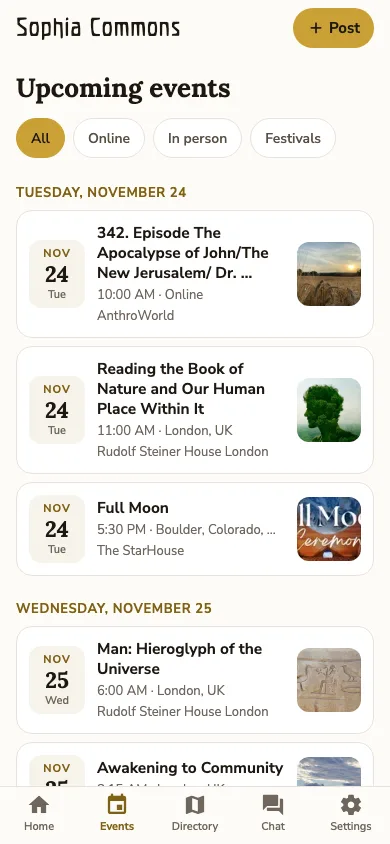 Sophia Commons
+ Post
Upcoming events
All
Online
In person
Festivals
TUESDAY, NOVEMBER 24
NOV
24
Tue
342. Episode The
Apocalypse of John/The
New Jerusalem/ Dr. ...
10:00 AM · Online
AnthroWorld
NOV
24
Tue
Reading the Book of
Nature and Our Human
Place Within It
11:00 AM · London, UK
Rudolf Steiner House London
NOV
24
Tue
Full Moon
5:30 PM · Boulder, Colorado, ...
The StarHouse
ll Moo
Ceremon
WEDNESDAY, NOVEMBER 25
NOV
25
Wed
Man: Hieroglyph of the
Universe
6:00 AM · London, UK
Rudolf Steiner House London
NOV
25
Awakening to Community
Home
Events
Directory
Chat
Settings